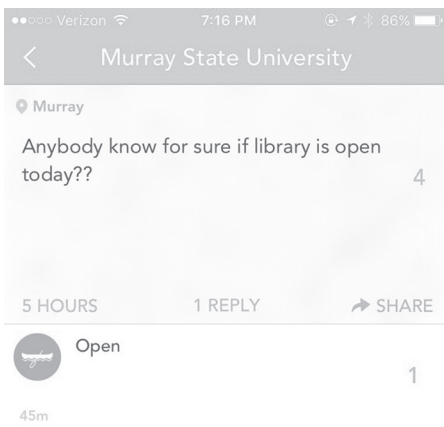 Verizon 7:16 PM 86%
Murray State University
Murray
Anybody know for sure if library is open
today??
4
5 HOURS 1 REPLY SHARE
Open
1
45m